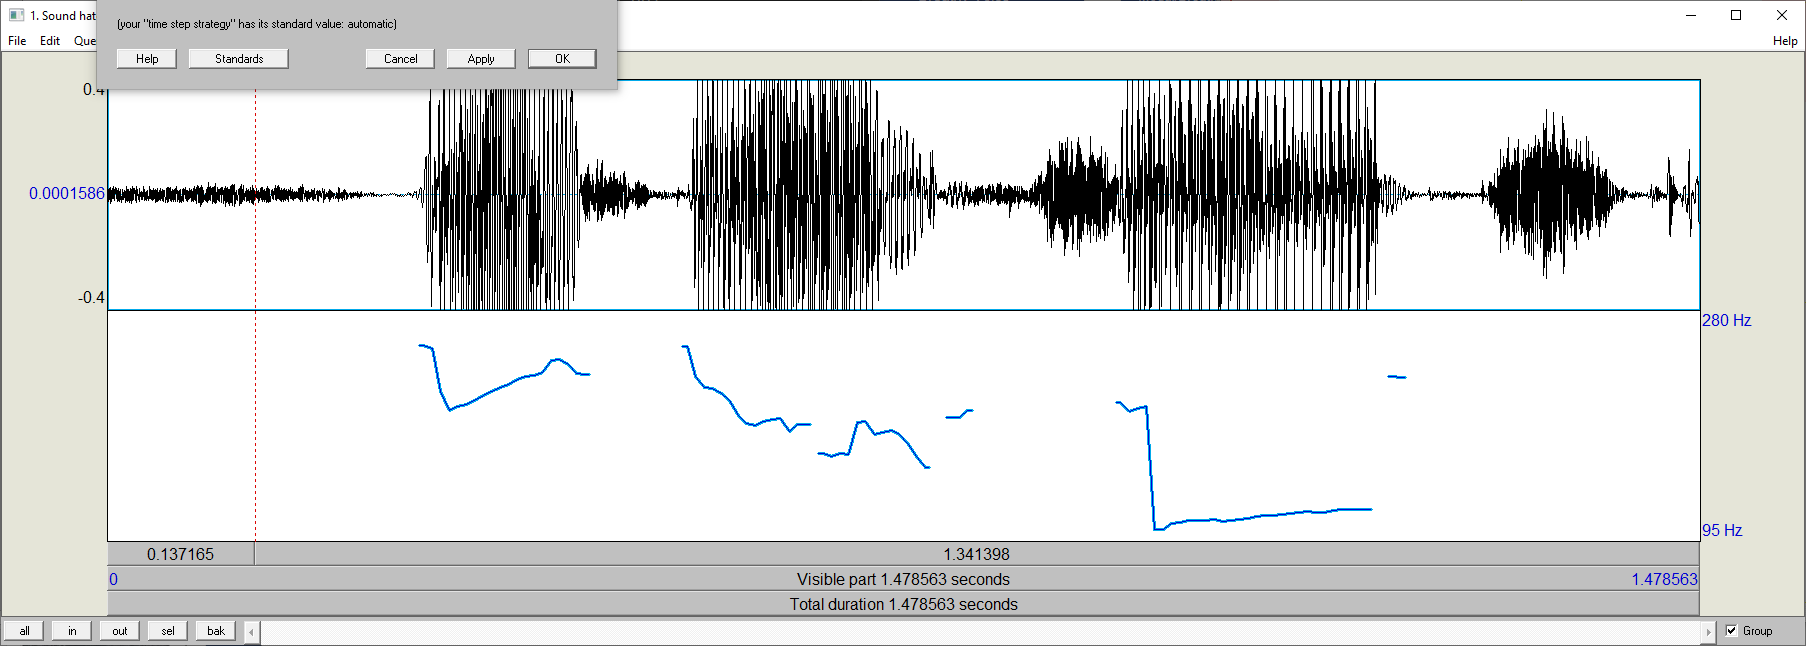 1. Sound hat
(your "time step strategy" has its standard value: automatic)
File Edit Que Help
Help Standards Cancel Apply OK
0.4
0.0001586
-0.4
280 Hz
95 Hz
0.137165 1.341398
0 Visible part 1.478563 seconds 1.478563
Total duration 1.478563 seconds
all in out sel bak Group